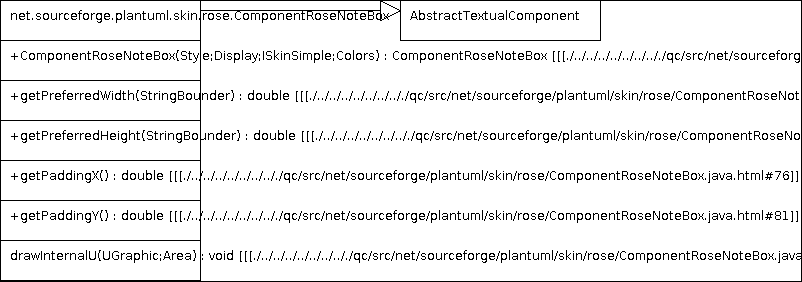 net.sourceforge.plantuml.skin.rose.ComponentRoseNoteBox
AbstractTextualComponent
+ComponentRoseNoteBox(Style;Display;ISkinSimple;Colors) : ComponentRoseNoteBox [[[./../../../../../../../qc/src/net/sourceforg
+getPreferredWidth(StringBounder) : double [[[./../../../../../../../qc/src/net/sourceforge/plantuml/skin/rose/ComponentRoseNot
+getPreferredHeight(StringBounder) : double [[[./../../../../../../../qc/src/net/sourceforge/plantuml/skin/rose/ComponentRoseNo
+getPaddingX() : double [[[./../../../../../../../qc/src/net/sourceforge/plantuml/skin/rose/ComponentRoseNoteBox.java.html#76]]
+getPaddingY() : double [[[./../../../../../../../qc/src/net/sourceforge/plantuml/skin/rose/ComponentRoseNoteBox.java.html#81]]
drawInternalU(UGraphic;Area) : void [[[./../../../../../../../qc/src/net/sourceforge/plantuml/skin/rose/ComponentRoseNoteBox.java